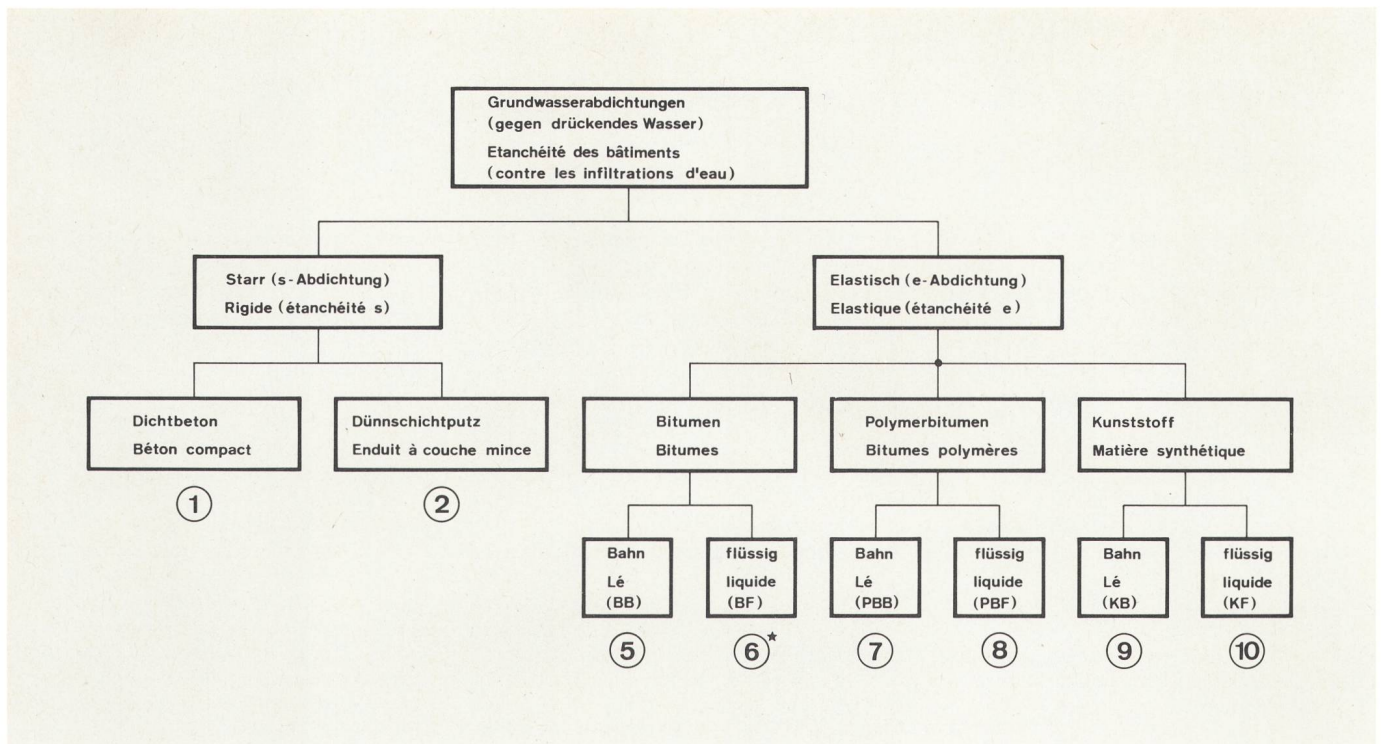 Grundwasserabdichtungen
(gegen drückendes Wasser)
Etanchéité des bâtiments
(contre les infiltrations d'eau)
Starr (s-Abdichtung)
Rigide (étanchéité s)
Elastisch (e-Abdichtung)
Elastique (étanchéité e)
Dichtbeton
Béton compact
1
Dünnschichtputz
Enduit à couche mince
2
Bitumen
Bitumes
Polymerbitumen
Bitumes polymères
Kunststoff
Matière synthétique
Bahn
Lé
(BB)
5
flüssig
liquide
(BF)
6*
Bahn
Lé
(PBB)
7
flüssig
liquide
(PBF)
8
Bahn
Lé
(KB)
9
flüssig
liquide
(KF)
10